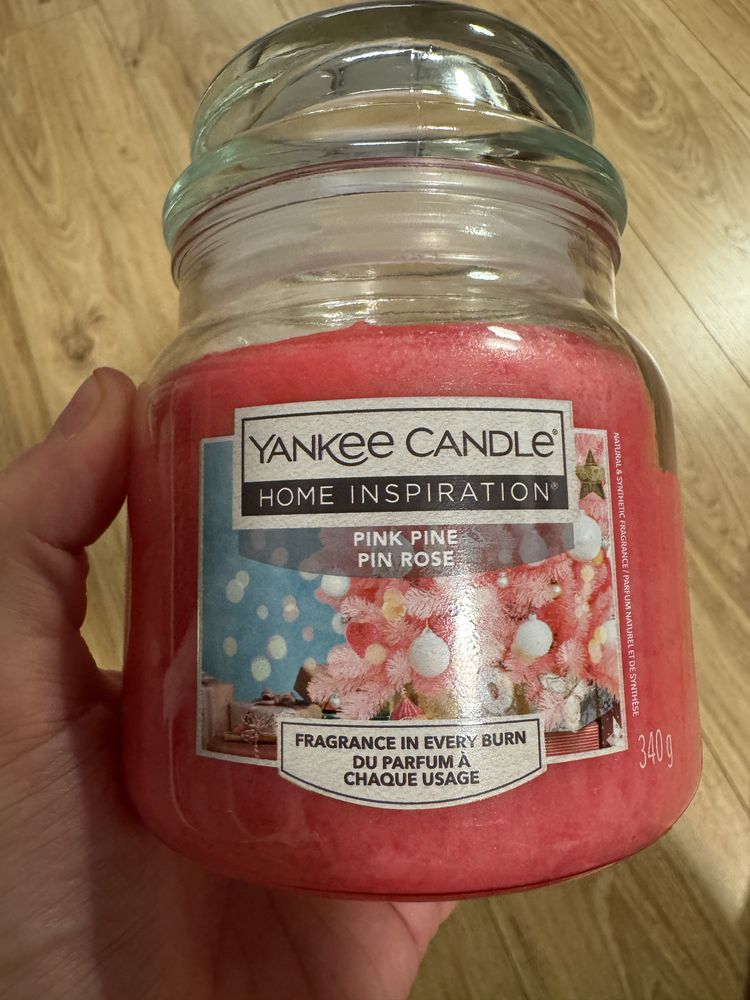 YANKEE CANDLE®
HOME INSPIRATION®
PINK PINE
PIN ROSE
NATURAL & SYNTHETIC FRAGRANCE / PARFUM NATUREL ET DE SYNTHÈSE
FRAGRANCE IN EVERY BURN
DU PARFUM À
CHAQUE USAGE
340 g